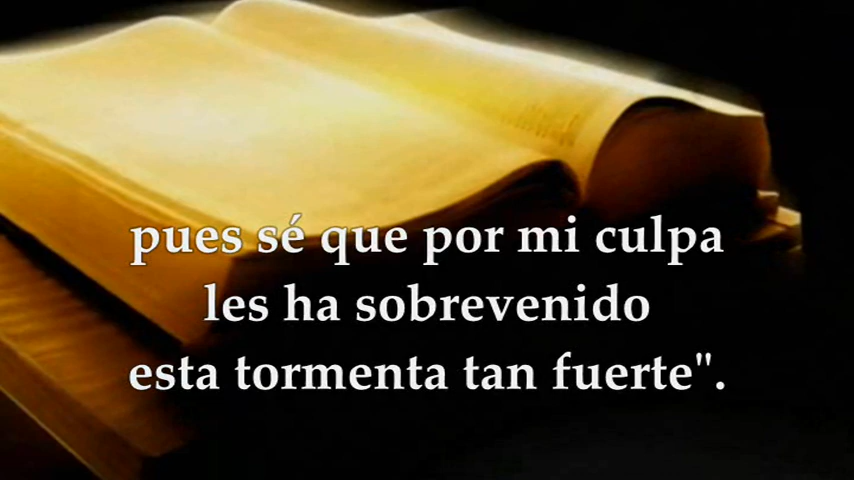 pues sé que por mi culpa
les ha sobrevenido
esta tormenta tan fuerte".